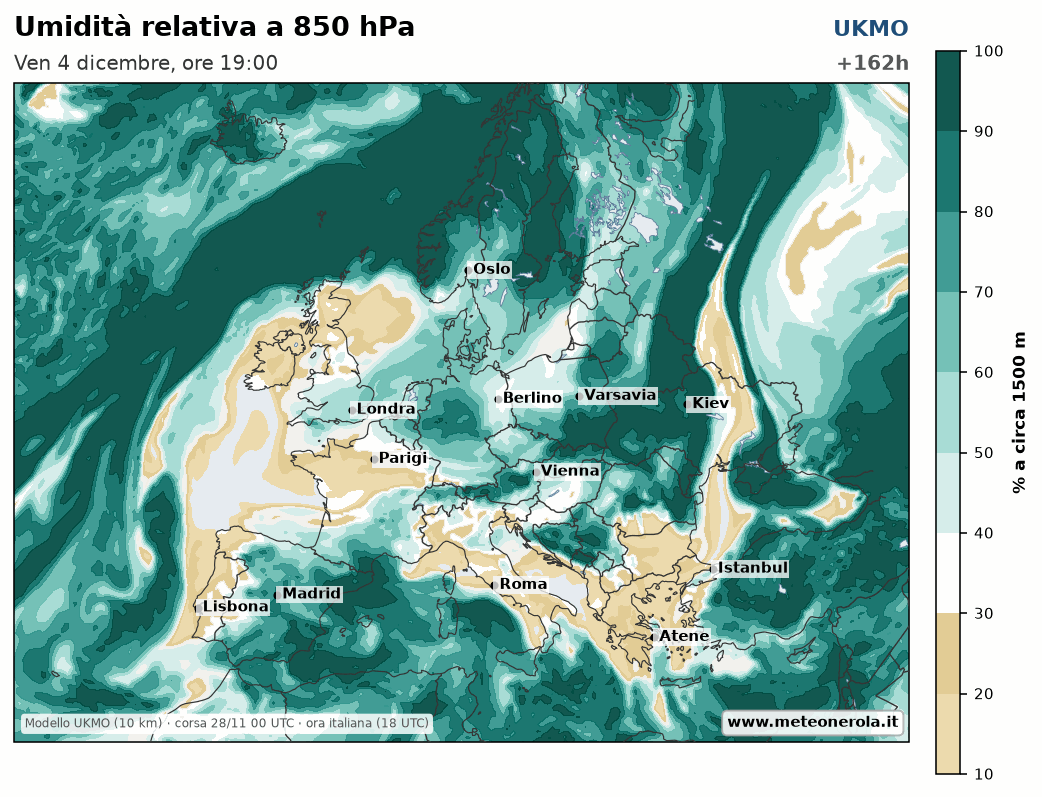 Umidità relativa a 850 hPa
UKMO
Ven 4 dicembre, ore 19:00
+162h
100
90
80
70
60
50
40
30
20
10
% a circa 1500 m
Oslo
Londra
Berlino
Varsavia
Kiev
Parigi
Vienna
Istanbul
Roma
Madrid
Lisbona
Atene
Modello UKMO (10 km) · corsa 28/11 00 UTC · ora italiana (18 UTC)
www.meteonerola.it